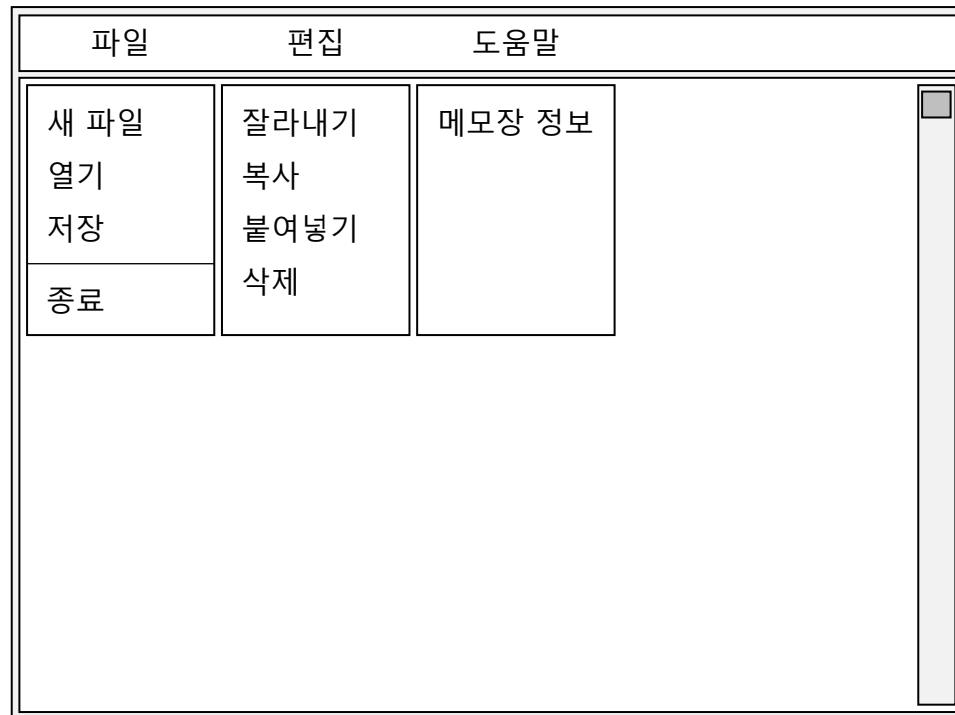 파일 편집 도움말
새 파일
열기
저장
종료
잘라내기
복사
붙여넣기
삭제
메모장 정보